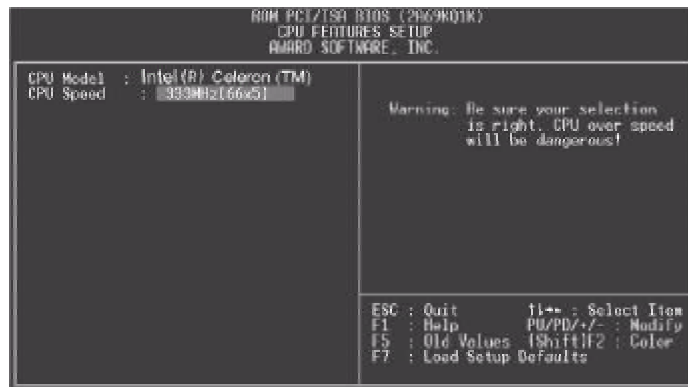 ROM PCI/ISA BIOS (2A69KQ1K)
CPU FEATURES SETUP
AWARD SOFTWARE, INC.
CPU Model : Intel(R) Celeron (TM)
CPU Speed : 333MHz(66x5)
Warning: Be sure your selection
is right. CPU over speed
will be dangerous!
ESC : Quit ↑↓→← : Select Item
F1 : Help PU/PD/+/- : Modify
F5 : Old Values (Shift)F2 : Color
F7 : Load Setup Defaults